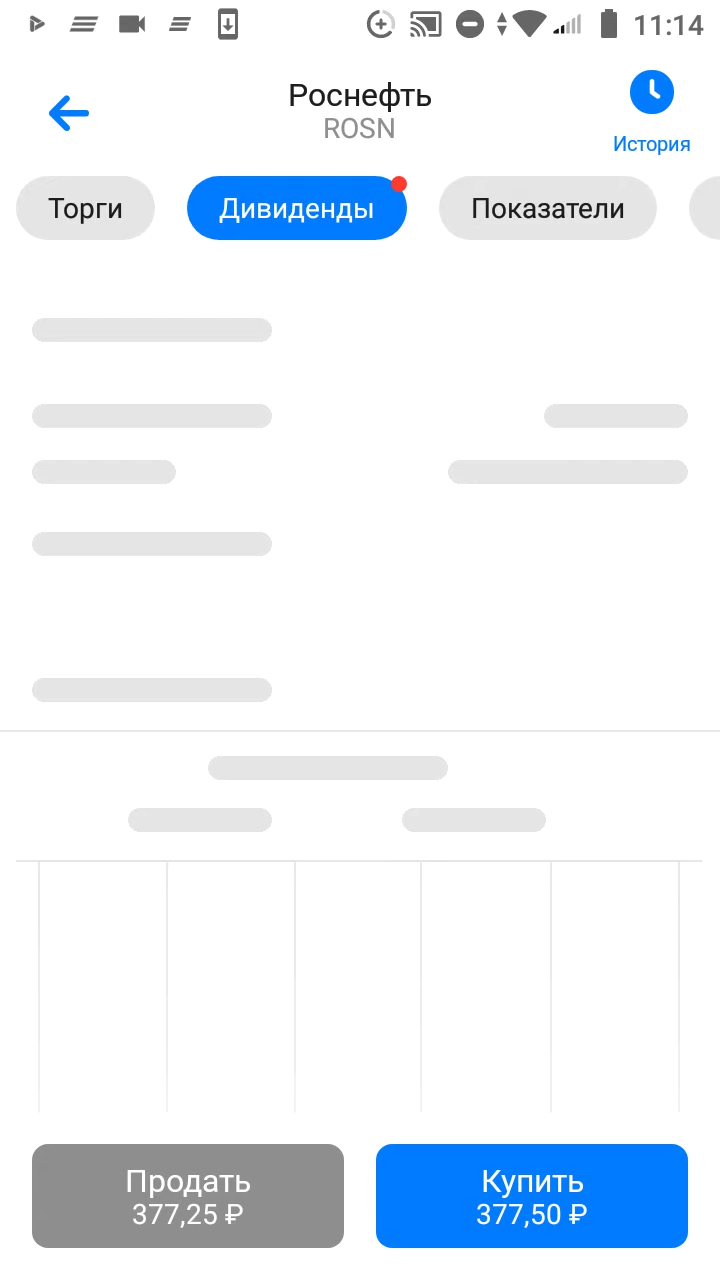 11:14
Роснефть
ROSN
История
Торги
Дивиденды
Показатели
Продать
377,25 ₽
Купить
377,50 ₽